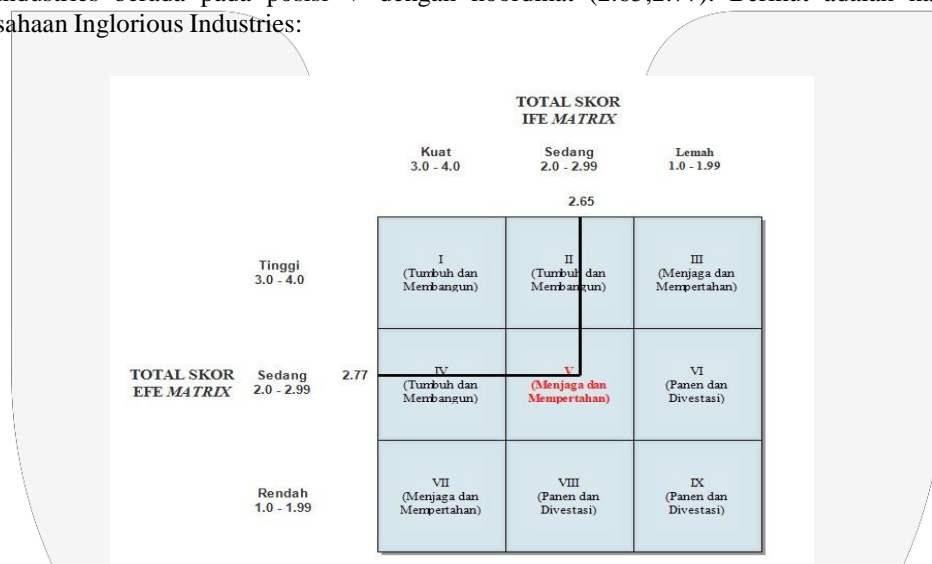 berada pada posisi V dengan koordinat (2.65;2.77). Berikut adalah
sahaan Inglorious Industries:
TOTAL SKOR
IFE MATRIX
Kuat
3.0 - 4.0
Sedang
2.0 - 2.99
Lemah
1.0 - 1.99
2.65
Tinggi
3.0 - 4.0
I
(Tumbuh dan
Membangun)
II
(Tumbuh dan
Membangun)
III
(Menjaga dan
Mempertahan)
TOTAL SKOR
EFE MATRIX
Sedang
2.0 - 2.99
2.77
IV
(Tumbuh dan
Membangun)
V
(Menjaga dan
Mempertahan)
VI
(Panen dan
Divestasi)
Rendah
1.0 - 1.99
VII
(Menjaga dan
Mempertahan)
VIII
(Panen dan
Divestasi)
IX
(Panen dan
Divestasi)